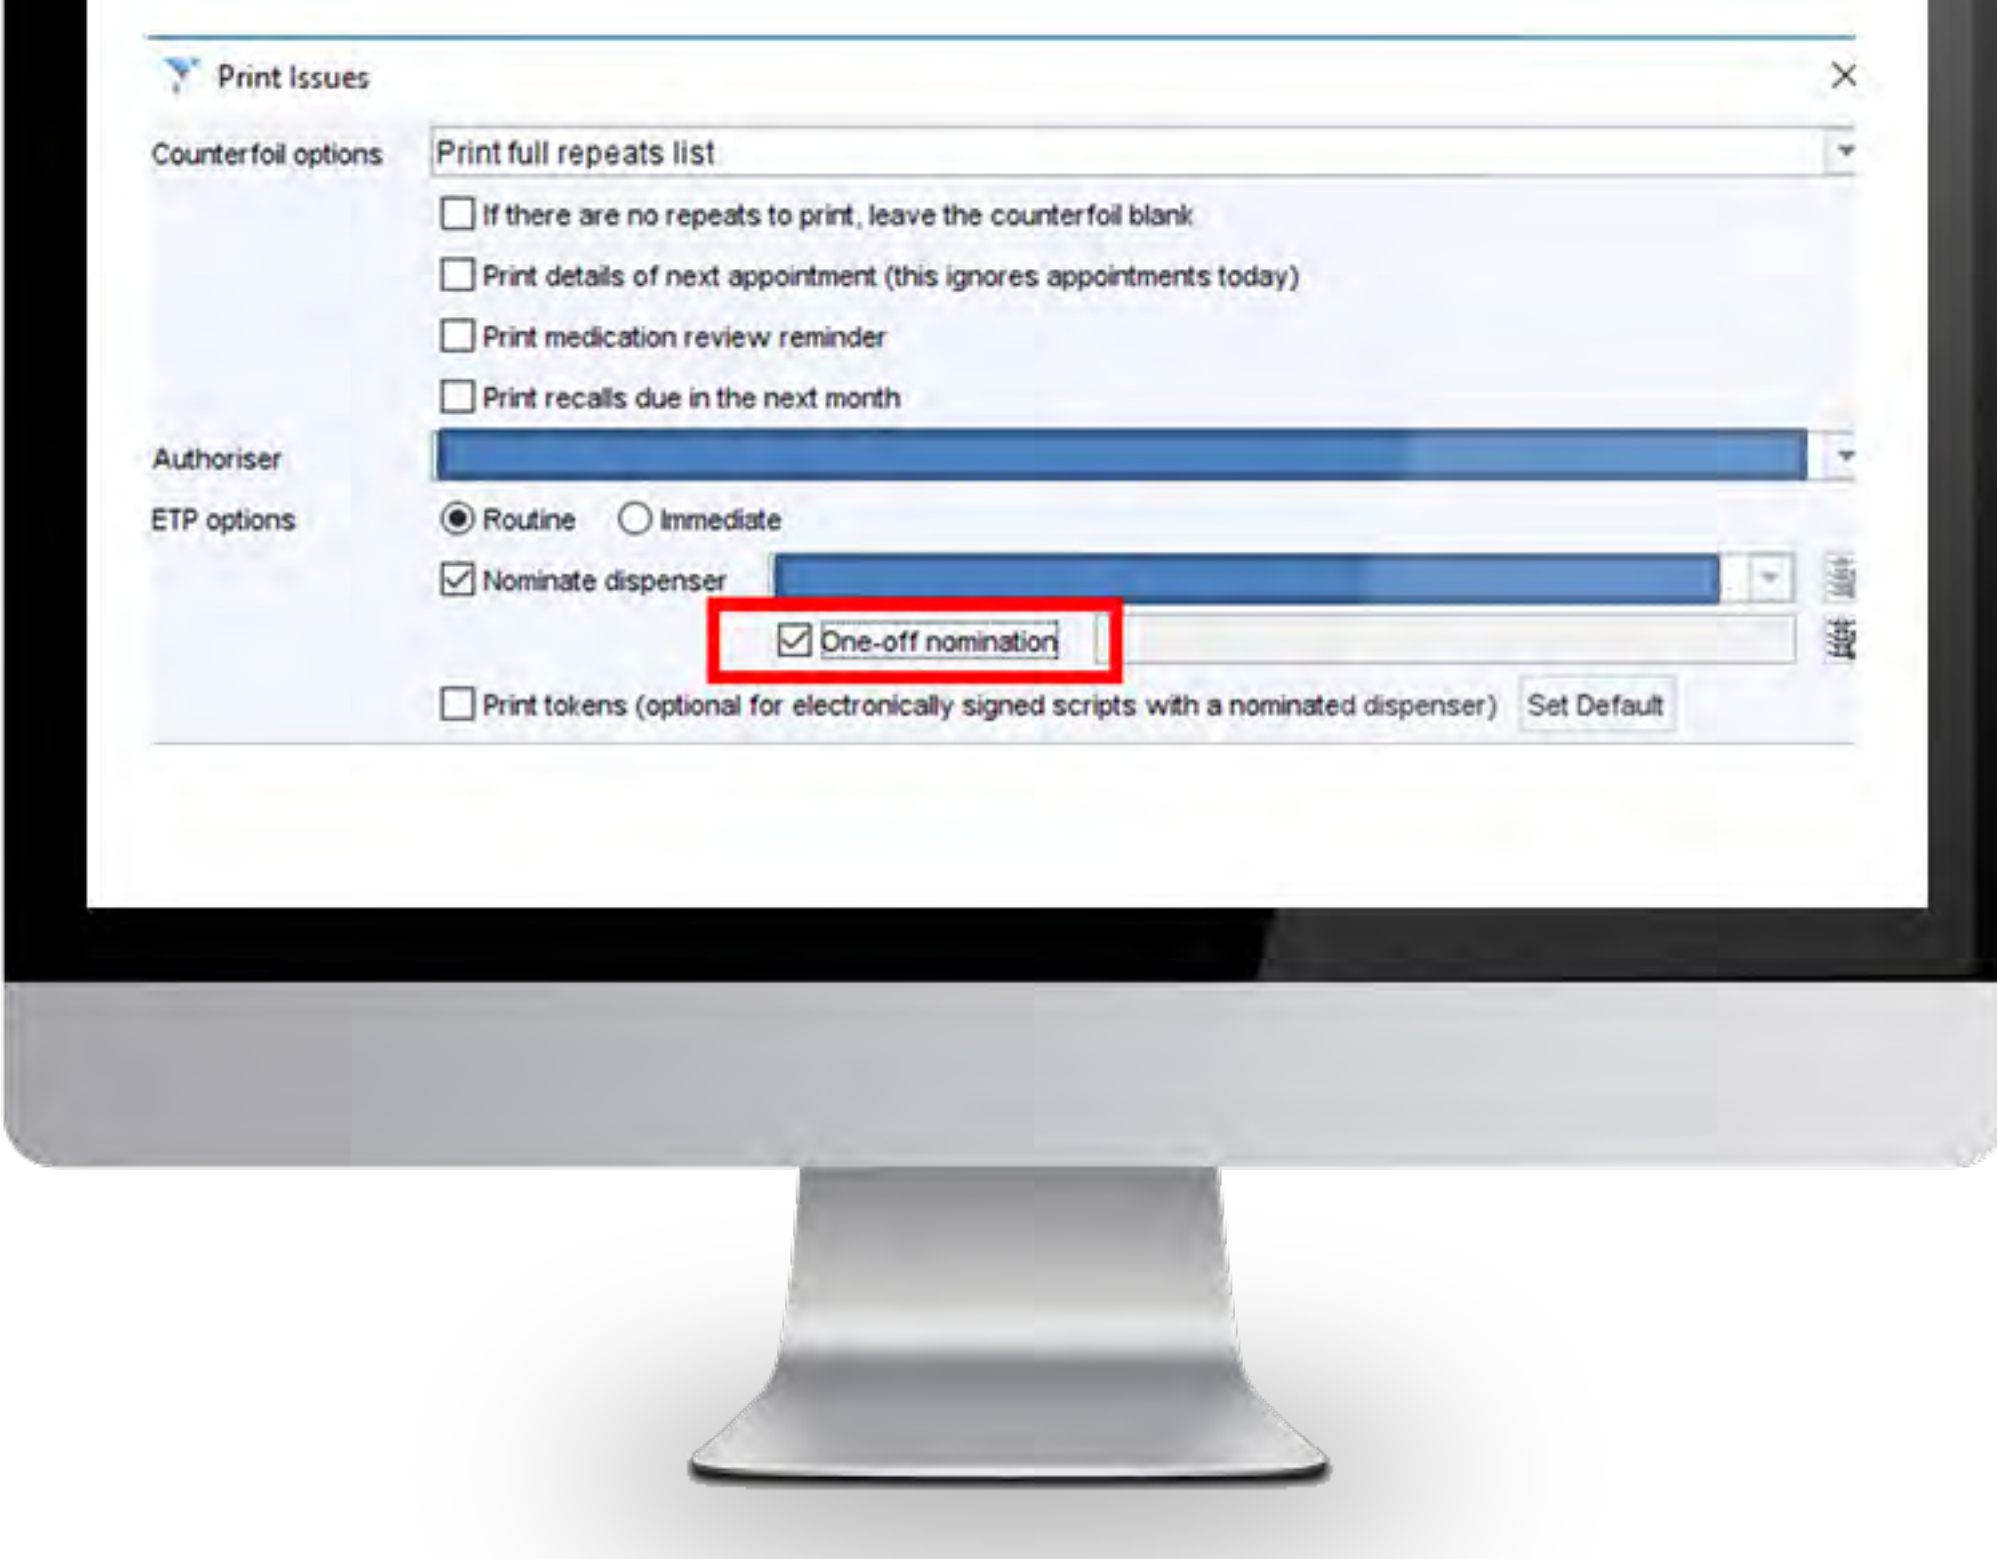 Print Issues
Counterfoil options Print full repeats list
If there are no repeats to print, leave the counterfoil blank
Print details of next appointment (this ignores appointments today)
Print medication review reminder
Print recalls due in the next month
Authoriser
ETP options Routine Immediate
Nominate dispenser
One-off nomination
Print tokens (optional for electronically signed scripts with a nominated dispenser) Set Default